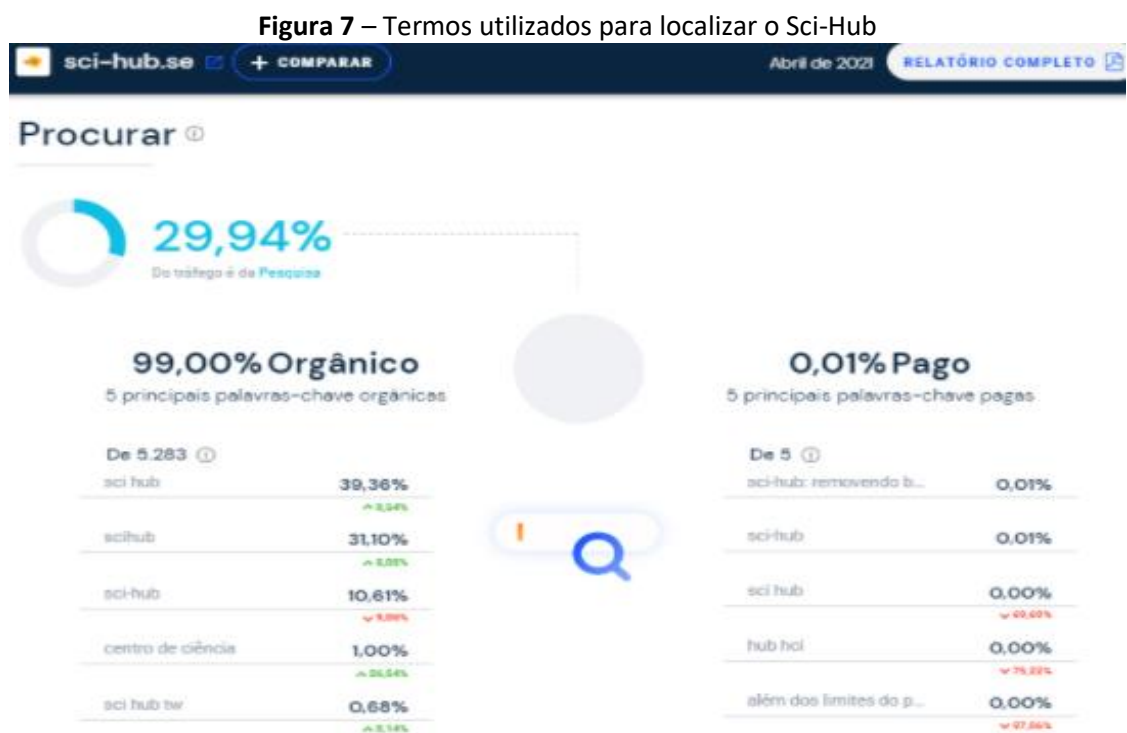 Figura 7 – Termos utilizados para localizar o Sci-Hub
sci-hub.se + COMPARAR Abril de 2021 RELATÓRIO COMPLETO
Procurar
29,94%
Do tráfego é da Pesquisa
99,00% Orgânico
5 principais palavras-chave orgânicas
De 5.283
sci hub 39,36%
scihub 31,10%
sci-hub 10,61%
centro de ciência 1,00%
sci hub tw 0,68%
0,01% Pago
5 principais palavras-chave pagas
De 5
sci-hub: removendo b... 0,01%
sci-hub 0,01%
sci hub 0,00%
hub hci 0,00%
além dos limites do p... 0,00%